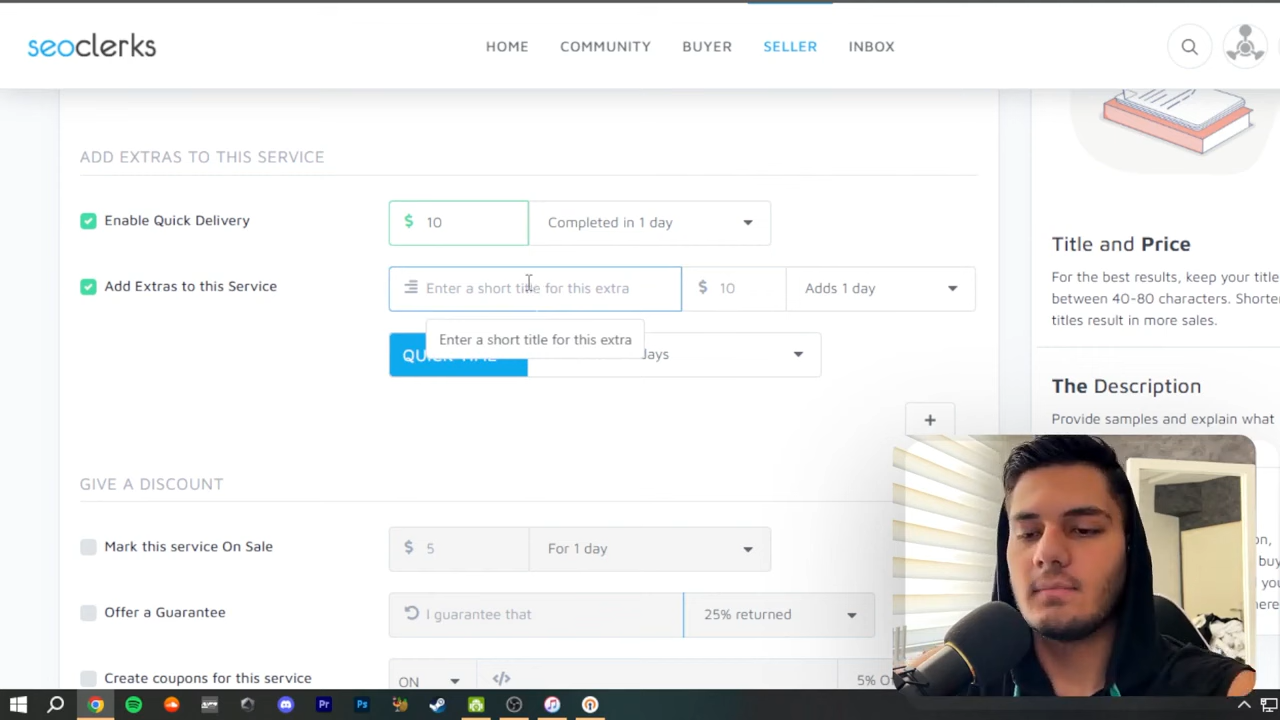 seoclerks
HOME
COMMUNITY
BUYER
SELLER
INBOX
ADD EXTRAS TO THIS SERVICE
Enable Quick Delivery
$ 10
Completed in 1 day
Add Extras to this Service
Enter a short title for this extra
$ 10
Adds 1 day
Enter a short title for this extra
days
+
GIVE A DISCOUNT
Mark this service On Sale
$ 5
For 1 day
Offer a Guarantee
I guarantee that
25% returned
Create coupons for this service
ON
</>
5% O
Title and Price
For the best results, keep your title
between 40-80 characters. Shorte
titles result in more sales.
The Description
Provide samples and explain what
Pr
Ps